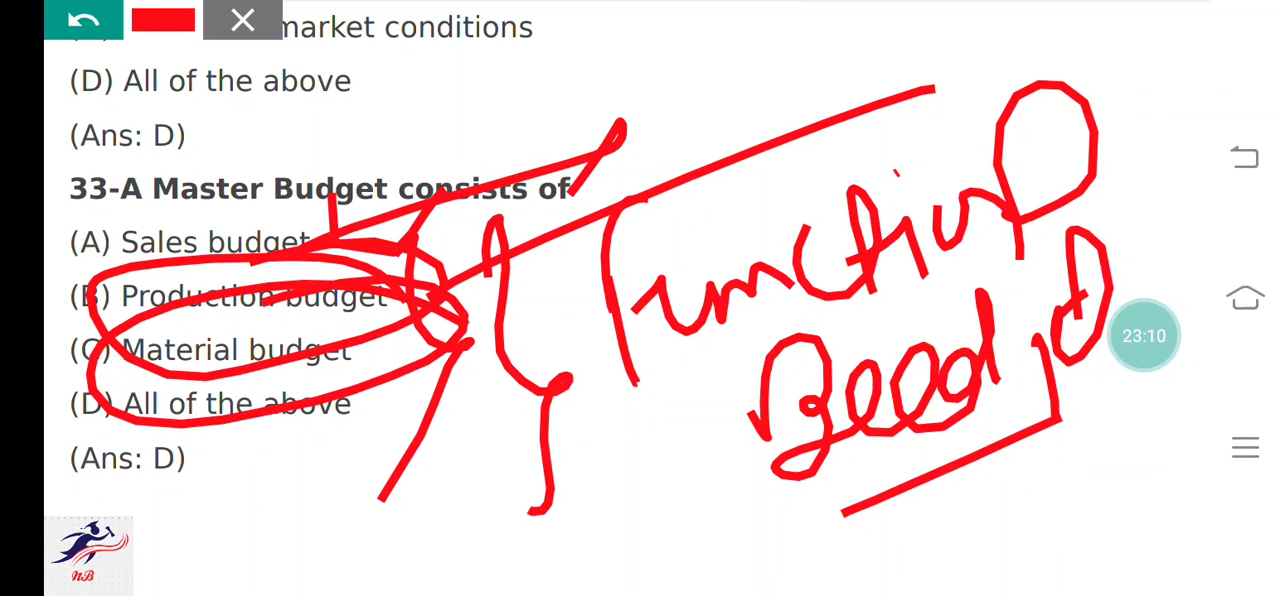 market conditions
(D) All of the above
(Ans: D)
33-A Master Budget consists of
(A) Sales budget
(B) Production budget
(C) Material budget
(D) All of the above
(Ans: D)
Function
Budget
23:10
NB